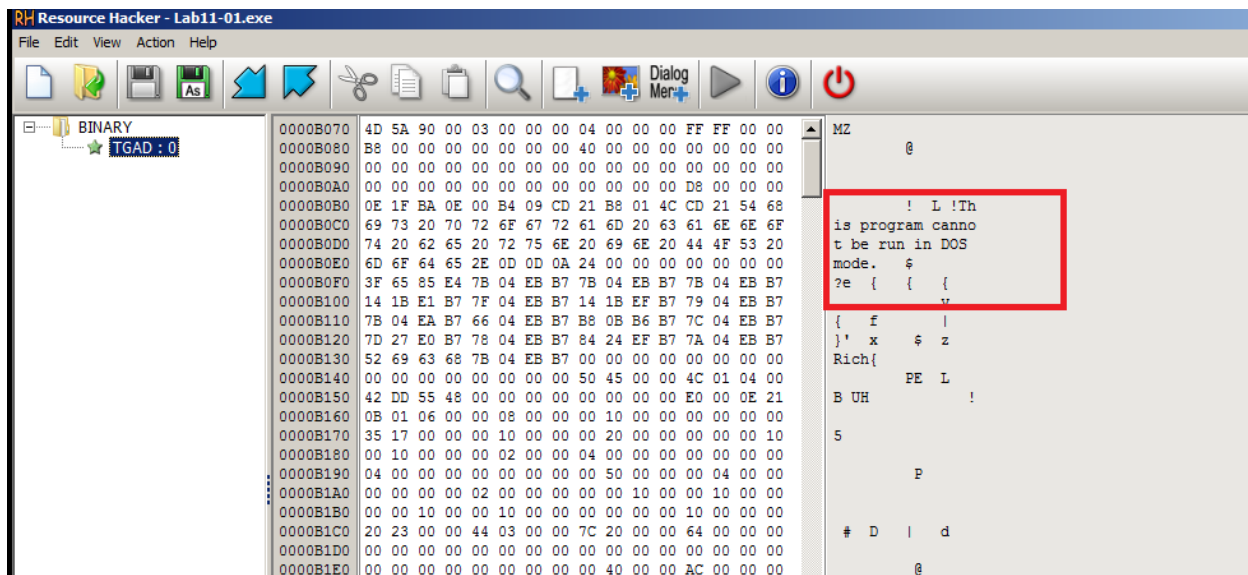 RH Resource Hacker - Lab11-01.exe
File Edit View Action Help
As Dialog
Men
BINARY
TGAD : 0
0000B070 4D 5A 90 00 03 00 00 00 04 00 00 00 FF FF 00 00 MZ
0000B080 B8 00 00 00 00 00 00 00 40 00 00 00 00 00 00 00 @
0000B090 00 00 00 00 00 00 00 00 00 00 00 00 00 00 00 00
0000B0A0 00 00 00 00 00 00 00 00 00 00 00 00 D8 00 00 00
0000B0B0 0E 1F BA 0E 00 B4 09 CD 21 B8 01 4C CD 21 54 68 ! L !Th
0000B0C0 69 73 20 70 72 6F 67 72 61 6D 20 63 61 6E 6E 6F is program canno
0000B0D0 74 20 62 65 20 72 75 6E 20 69 6E 20 44 4F 53 20 t be run in DOS
0000B0E0 6D 6F 64 65 2E 0D 0D 0A 24 00 00 00 00 00 00 00 mode. $
0000B0F0 3F 65 85 E4 7B 04 EB B7 7B 04 EB B7 7B 04 EB B7 ?e { { {
0000B100 14 1B E1 B7 7F 04 EB B7 14 1B EF B7 79 04 EB B7 y
0000B110 7B 04 EA B7 66 04 EB B7 B8 0B B6 B7 7C 04 EB B7 { f |
0000B120 7D 27 E0 B7 78 04 EB B7 84 24 EF B7 7A 04 EB B7 }' x $ z
0000B130 52 69 63 68 7B 04 EB B7 00 00 00 00 00 00 00 00 Rich{
0000B140 00 00 00 00 00 00 00 00 50 45 00 00 4C 01 04 00 PE L
0000B150 42 DD 55 48 00 00 00 00 00 00 00 00 E0 00 0E 21 B UH !
0000B160 0B 01 06 00 00 08 00 00 00 10 00 00 00 00 00 00
0000B170 35 17 00 00 00 10 00 00 00 20 00 00 00 00 00 10 5
0000B180 00 10 00 00 00 02 00 00 04 00 00 00 00 00 00 00
0000B190 04 00 00 00 00 00 00 00 00 50 00 00 00 04 00 00 P
0000B1A0 00 00 00 00 02 00 00 00 00 00 10 00 00 10 00 00
0000B1B0 00 00 10 00 00 10 00 00 00 00 00 00 10 00 00 00
0000B1C0 20 23 00 00 44 03 00 00 7C 20 00 00 64 00 00 00 # D | d
0000B1D0 00 00 00 00 00 00 00 00 00 00 00 00 00 00 00 00
0000B1E0 00 00 00 00 00 00 00 00 00 40 00 00 AC 00 00 00 @